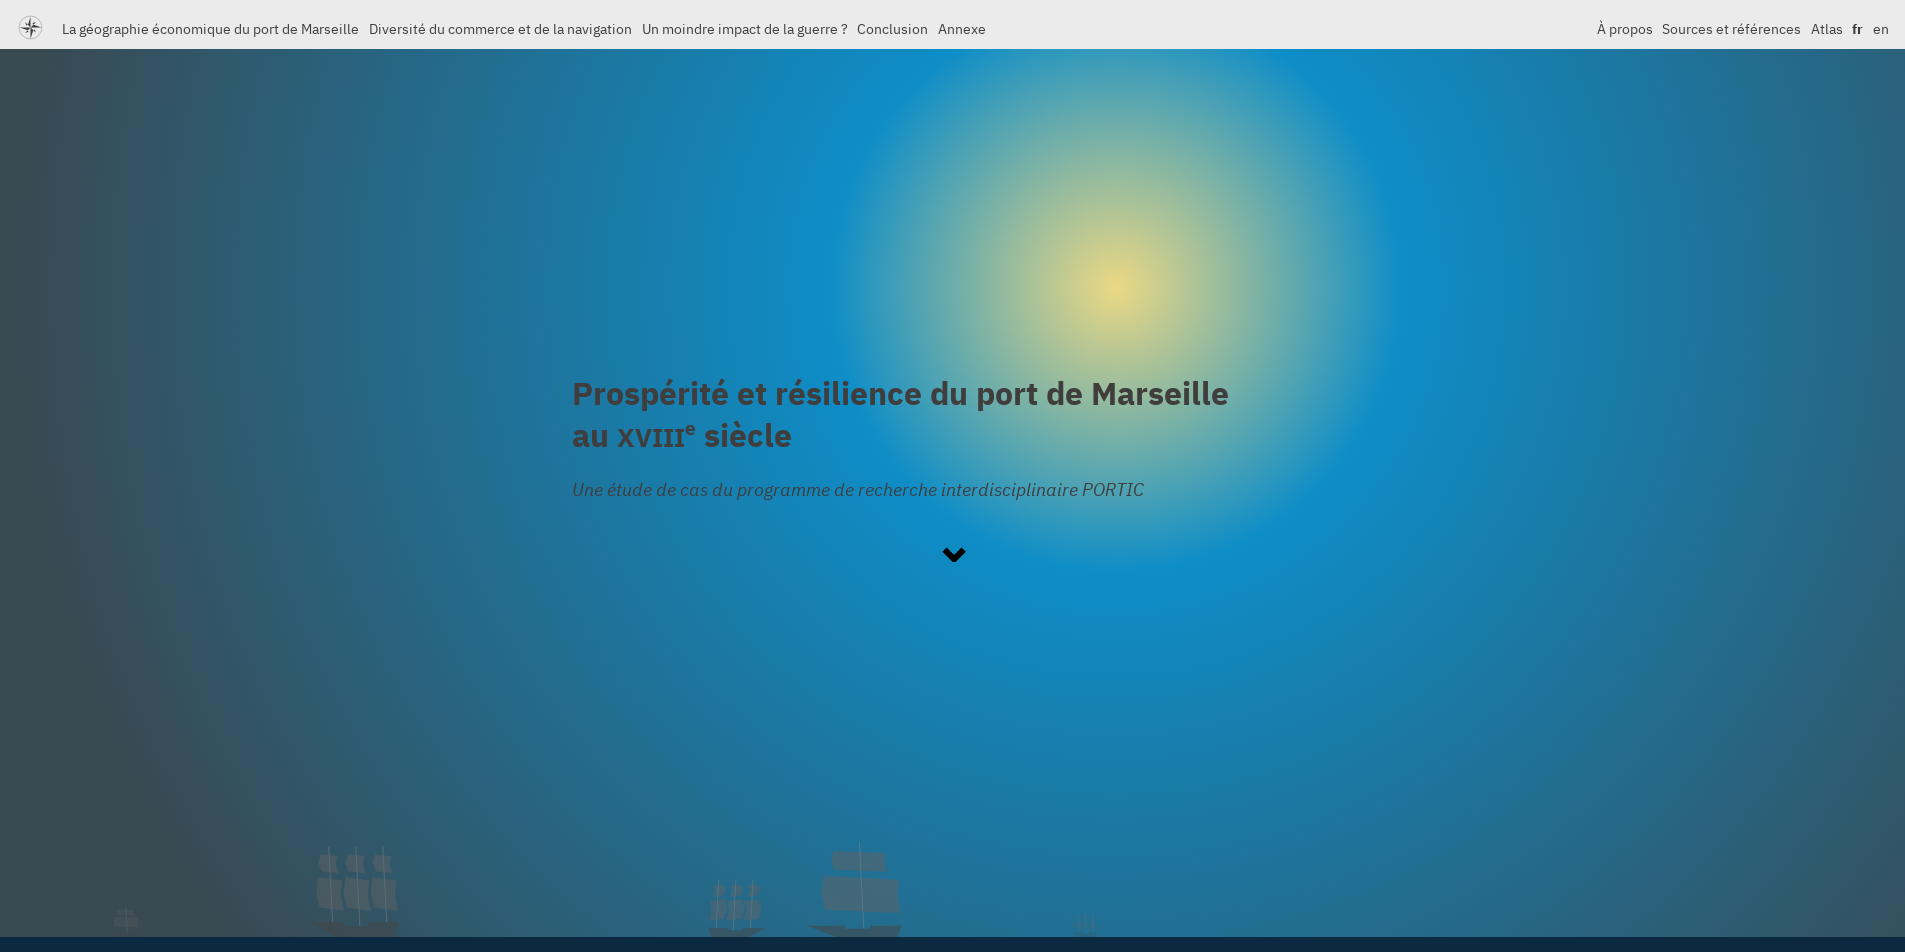 La géographie économique du port de Marseille Diversité du commerce et de la navigation Un moindre impact de la guerre ? Conclusion Annexe À propos Sources et références Atlas fr en
Prospérité et résilience du port de Marseille
au XVIIIe siècle
Une étude de cas du programme de recherche interdisciplinaire PORTIC